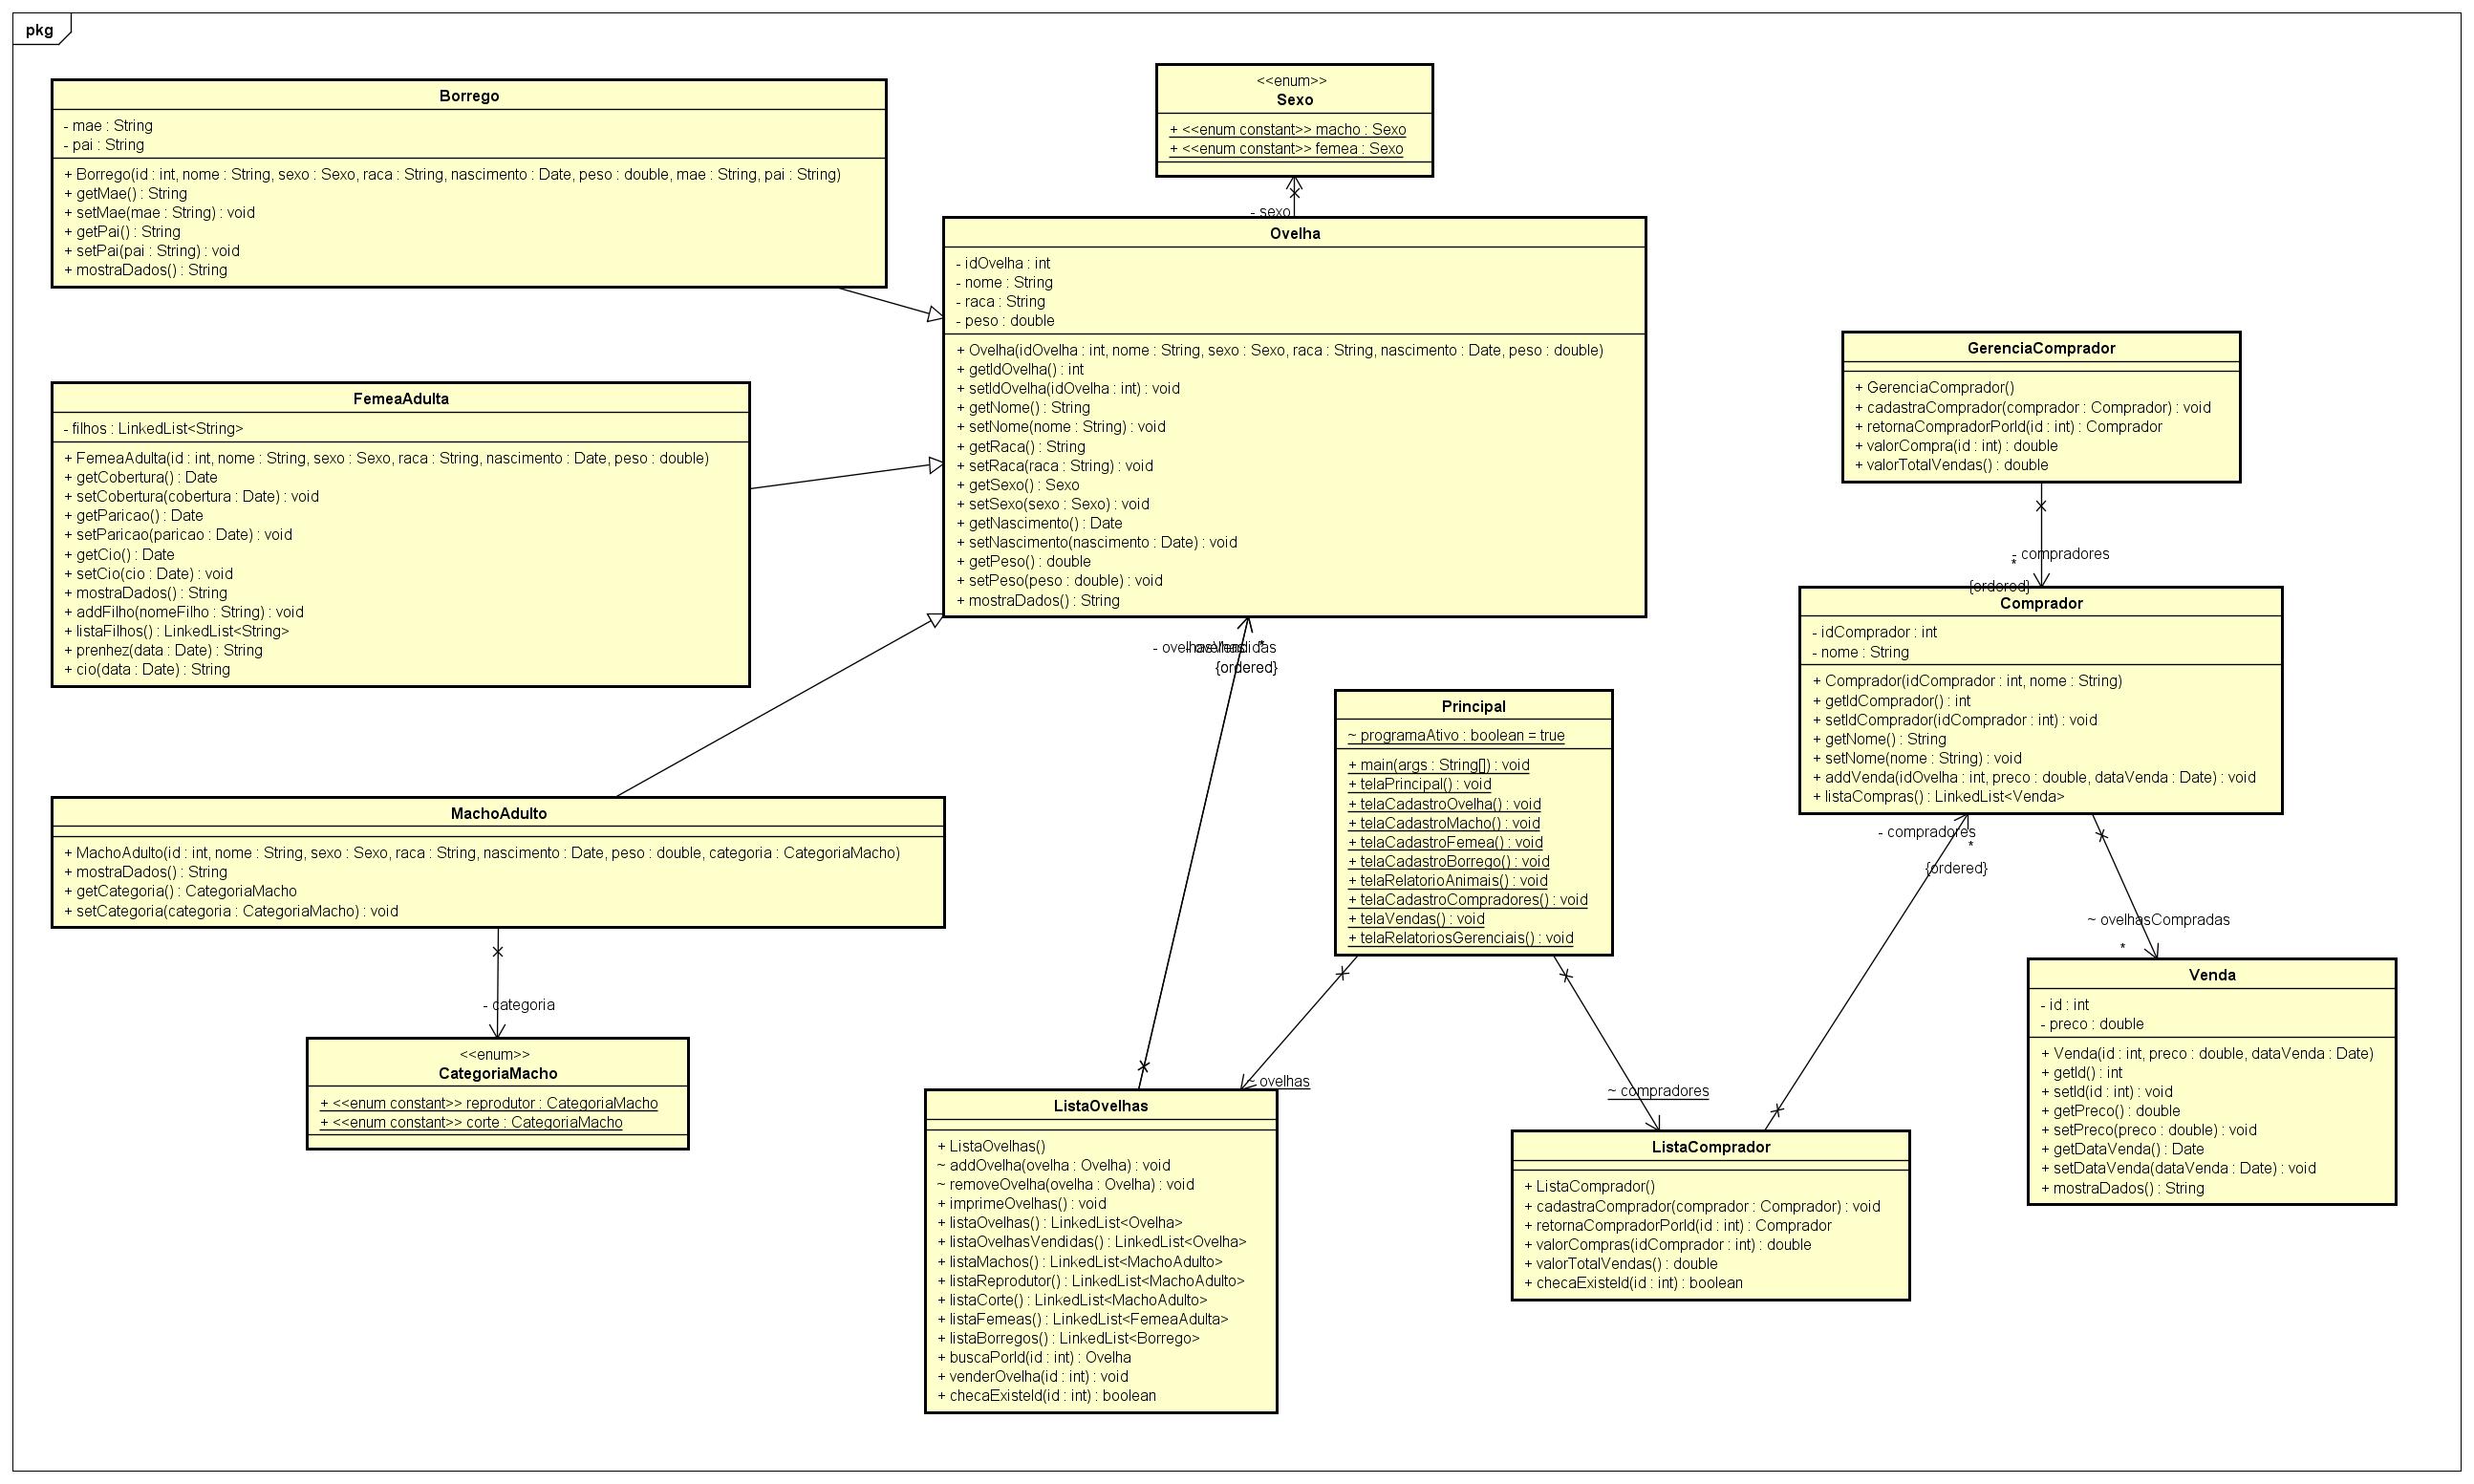 pkg
Borrego
- mae : String
- pai : String
+ Borrego(id : int, nome : String, sexo : Sexo, raca : String, nascimento : Date, peso : double, mae : String, pai : String)
+ getMae() : String
+ setMae(mae : String) : void
+ getPai() : String
+ setPai(pai : String) : void
+ mostraDados() : String
<<enum>>
Sexo
+ <<enum constant>> macho : Sexo
+ <<enum constant>> femea : Sexo
- sexo
Ovelha
- idOvelha : int
- nome : String
- raca : String
- peso : double
+ Ovelha(idOvelha : int, nome : String, sexo : Sexo, raca : String, nascimento : Date, peso : double)
+ getIdOvelha() : int
+ setIdOvelha(idOvelha : int) : void
+ getNome() : String
+ setNome(nome : String) : void
+ getRaca() : String
+ setRaca(raca : String) : void
+ getSexo() : Sexo
+ setSexo(sexo : Sexo) : void
+ getNascimento() : Date
+ setNascimento(nascimento : Date) : void
+ getPeso() : double
+ setPeso(peso : double) : void
+ mostraDados() : String
GerenciaComprador
+ GerenciaComprador()
+ cadastraComprador(comprador : Comprador) : void
+ retornaCompradorPorId(id : int) : Comprador
+ valorCompra(id : int) : double
+ valorTotalVendas() : double
FemeaAdulta
- filhos : LinkedList<String>
+ FemeaAdulta(id : int, nome : String, sexo : Sexo, raca : String, nascimento : Date, peso : double)
+ getCobertura() : Date
+ setCobertura(cobertura : Date) : void
+ getParicao() : Date
+ setParicao(paricao : Date) : void
+ getCio() : Date
+ setCio(cio : Date) : void
+ mostraDados() : String
+ addFilho(nomeFilho : String) : void
+ listaFilhos() : LinkedList<String>
+ prenhez(data : Date) : String
+ cio(data : Date) : String
- compradores
*
{ordered}
Comprador
- idComprador : int
- nome : String
+ Comprador(idComprador : int, nome : String)
+ getIdComprador() : int
+ setIdComprador(idComprador : int) : void
+ getNome() : String
+ setNome(nome : String) : void
+ addVenda(idOvelha : int, preco : double, dataVenda : Date) : void
+ listaCompras() : LinkedList<Venda>
*
{ordered}
Principal
~ programaAtivo : boolean = true
+ main(args : String[]) : void
+ telaPrincipal() : void
+ telaCadastroOvelha() : void
+ telaCadastroMacho() : void
+ telaCadastroFemea() : void
+ telaCadastroBorrego() : void
+ telaRelatorioAnimais() : void
+ telaCadastroCompradores() : void
+ telaVendas() : void
+ telaRelatoriosGerenciais() : void
MachoAdulto
+ MachoAdulto(id : int, nome : String, sexo : Sexo, raca : String, nascimento : Date, peso : double, categoria : CategoriaMacho)
+ mostraDados() : String
+ getCategoria() : CategoriaMacho
+ setCategoria(categoria : CategoriaMacho) : void
- compradores
*
{ordered}
~ ovelhasCompradas
*
- categoria
<<enum>>
CategoriaMacho
+ <<enum constant>> reprodutor : CategoriaMacho
+ <<enum constant>> corte : CategoriaMacho
~ ovelhas
~ compradores
Venda
- id : int
- preco : double
+ Venda(id : int, preco : double, dataVenda : Date)
+ getId() : int
+ setId(id : int) : void
+ getPreco() : double
+ setPreco(preco : double) : void
+ getDataVenda() : Date
+ setDataVenda(dataVenda : Date) : void
+ mostraDados() : String
ListaOvelhas
+ ListaOvelhas()
~ addOvelha(ovelha : Ovelha) : void
~ removeOvelha(ovelha : Ovelha) : void
+ imprimeOvelhas() : void
+ listaOvelhas() : LinkedList<Ovelha>
+ listaOvelhasVendidas() : LinkedList<Ovelha>
+ listaMachos() : LinkedList<MachoAdulto>
+ listaReprodutor() : LinkedList<MachoAdulto>
+ listaCorte() : LinkedList<MachoAdulto>
+ listaFemeas() : LinkedList<FemeaAdulta>
+ listaBorregos() : LinkedList<Borrego>
+ buscaPorId(id : int) : Ovelha
+ venderOvelha(id : int) : void
+ checaExisteId(id : int) : boolean
ListaComprador
+ ListaComprador()
+ cadastraComprador(comprador : Comprador) : void
+ retornaCompradorPorId(id : int) : Comprador
+ valorCompras(idComprador : int) : double
+ valorTotalVendas() : double
+ checaExisteId(id : int) : boolean